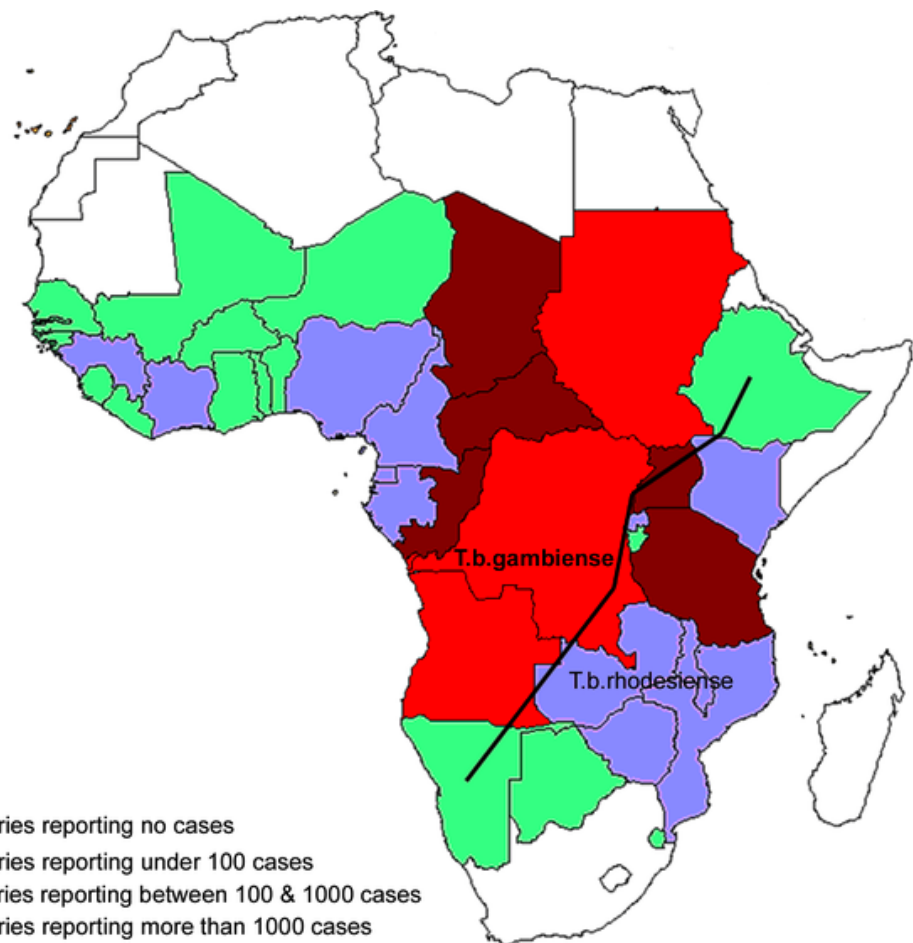 T.b.gambiense
T.b.rhodesiense
ries reporting no cases
ries reporting under 100 cases
ries reporting between 100 & 1000 cases
ries reporting more than 1000 cases